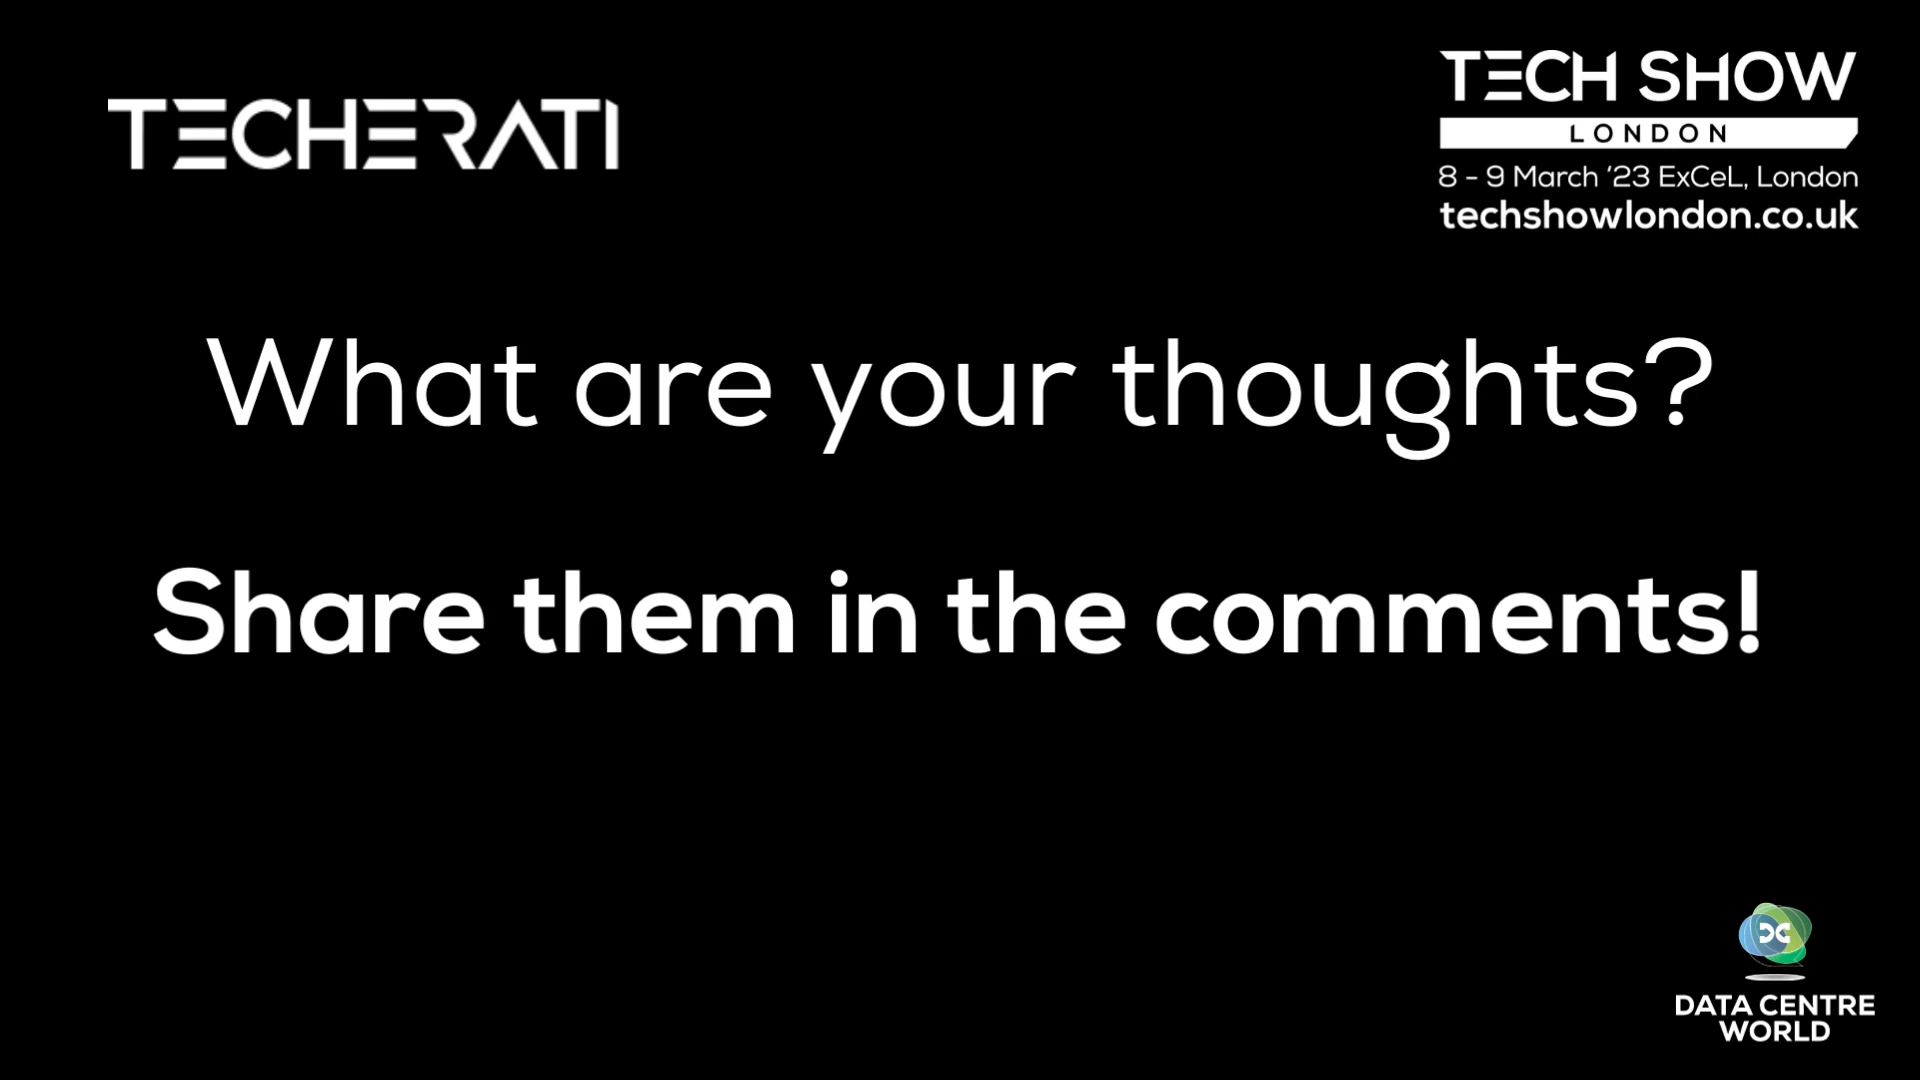 TECHERATI
TECH SHOW
LONDON
8 - 9 March ‘23 ExCeL, London
techshowlondon.co.uk
What are your thoughts?
Share them in the comments!
DC
DATA CENTRE
WORLD